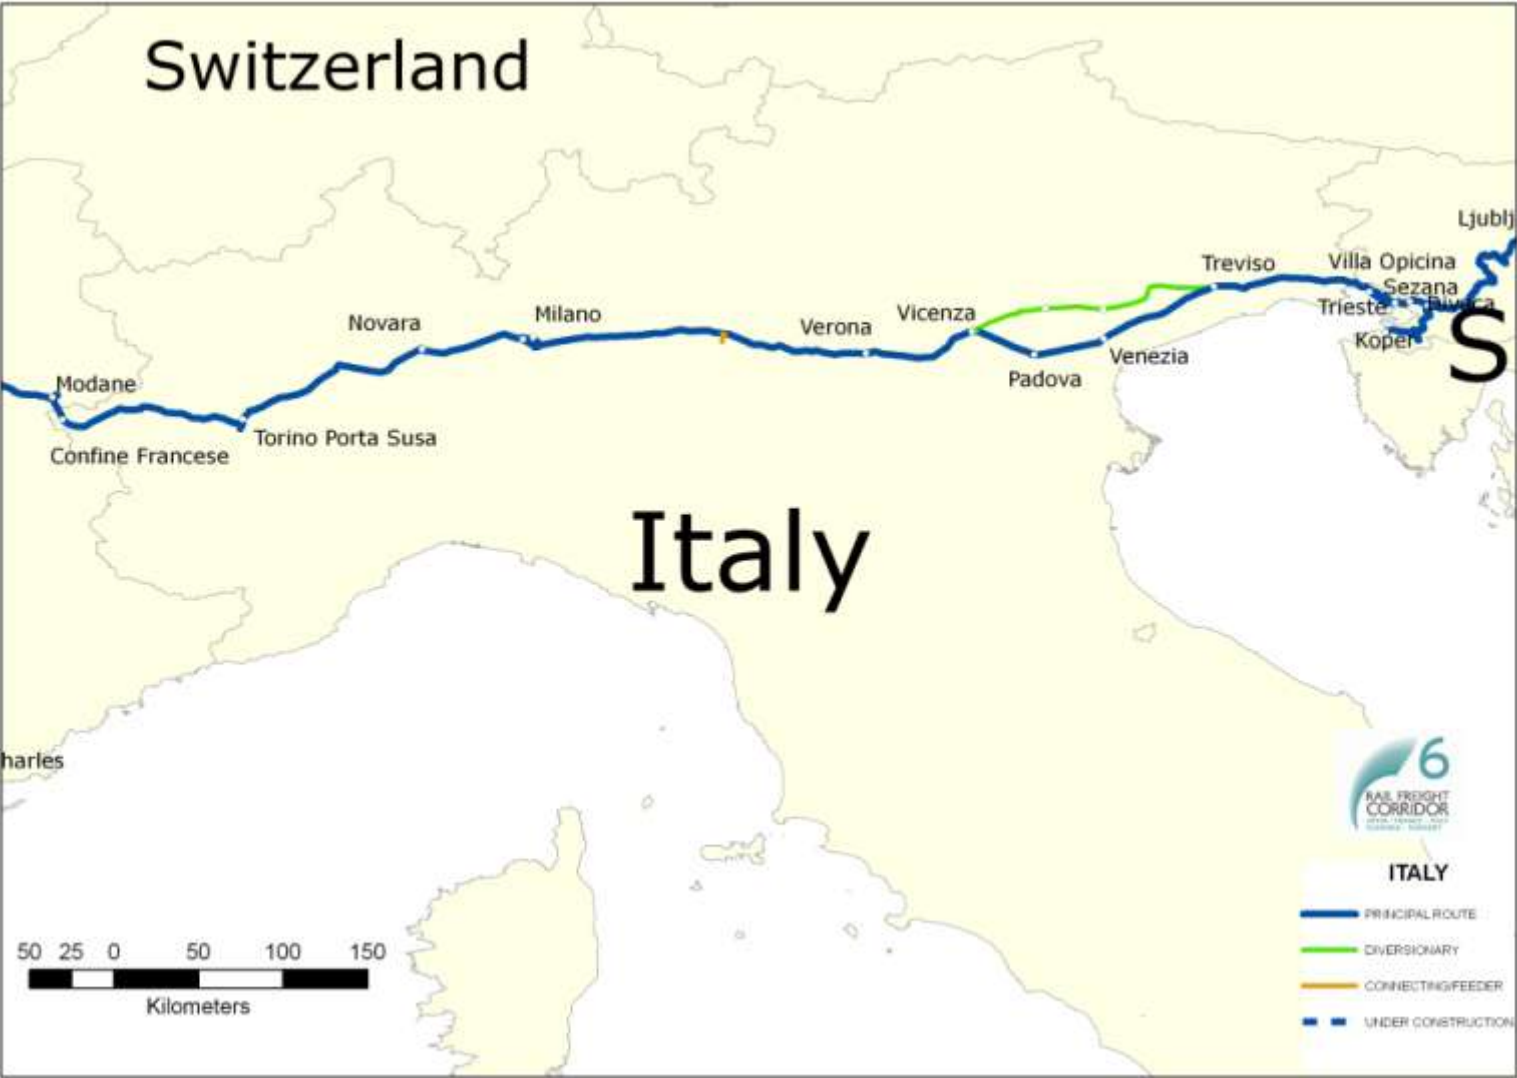 Switzerland
Ljublj
Treviso
Villa Opicina
Sezana
Divaca
Trieste
Milano
Vicenza
Novara
Verona
Koper
Venezia
S
Padova
Modane
Torino Porta Susa
Confine Francese
Italy
harles
6
RAIL FREIGHT
CORRIDOR
ITALY
PRINCIPAL ROUTE
DIVERSIONARY
CONNECTING/FEEDER
UNDER CONSTRUCTION
50 25 0 50 100 150
Kilometers